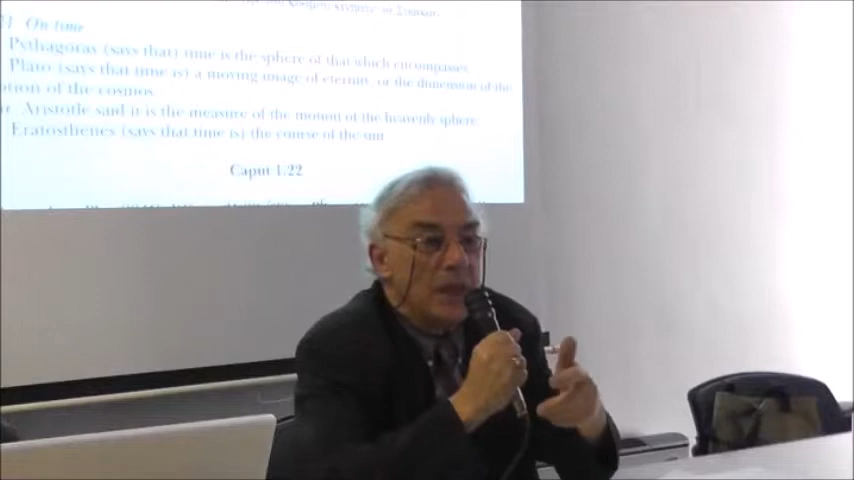 On time
Pythagoras (says that) time is the sphere of that which encompasses.
Plato (says that time is) a moving image of eternity, or the dimension of the
motion of the cosmos.
Aristotle said it is the measure of the motion of the heavenly sphere.
Eratosthenes (says that time is) the course of the sun.
Caput 1.22